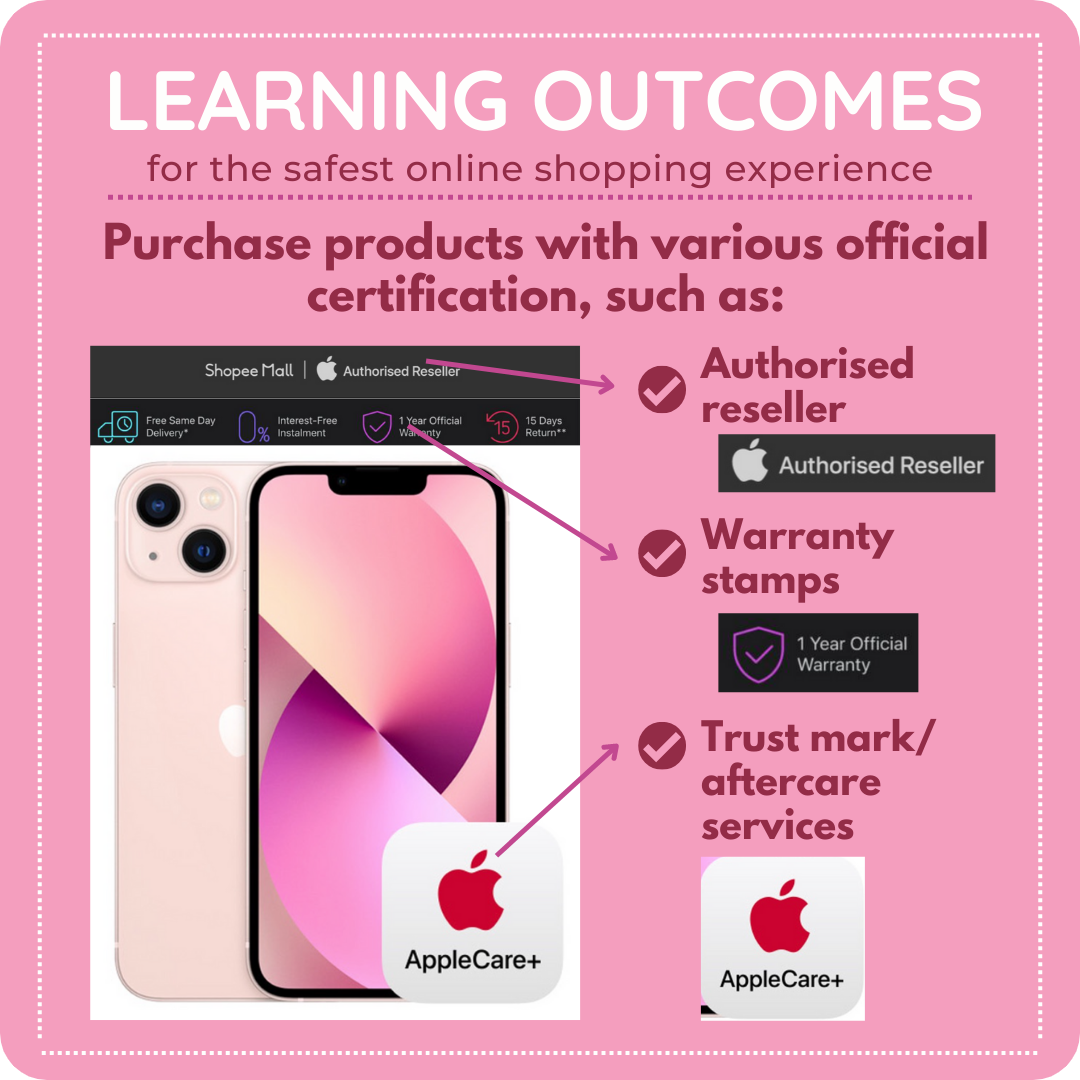 LEARNING OUTCOMES
for the safest online shopping experience
Purchase products with various official
certification, such as:
Shopee Mall | Authorised Reseller
Free Same Day
Delivery*
%
Interest-Free
Instalment
1 Year Official
Warranty
15
15 Days
Return**
AppleCare+
Authorised
reseller
Authorised Reseller
Warranty
stamps
1 Year Official
Warranty
Trust mark/
aftercare
services
AppleCare+